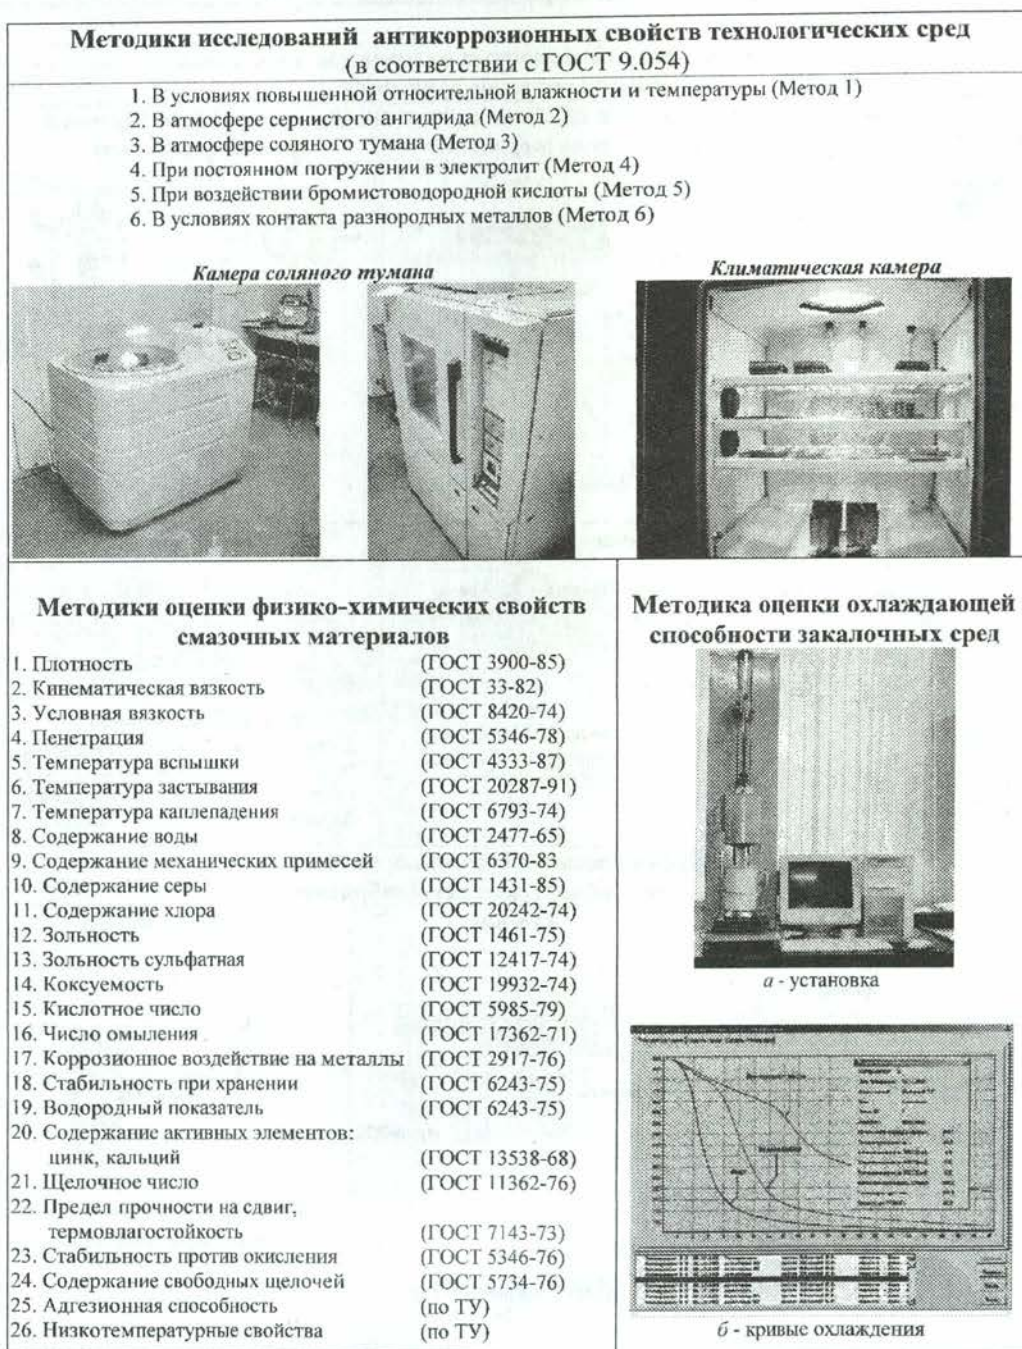 Методики исследований антикоррозионных свойств технологических сред
(в соответствии с ГОСТ 9.054)
1. В условиях повышенной относительной влажности и температуры (Метод 1)
2. В атмосфере сернистого ангидрида (Метод 2)
3. В атмосфере соляного тумана (Метод 3)
4. При постоянном погружении в электролит (Метод 4)
5. При воздействии бромистоводородной кислоты (Метод 5)
6. В условиях контакта разнородных металлов (Метод 6)
Камера соляного тумана
Климатическая камера
Методики оценки физико-химических свойств
смазочных материалов
1. Плотность (ГОСТ 3900-85)
2. Кинематическая вязкость (ГОСТ 33-82)
3. Условная вязкость (ГОСТ 8420-74)
4. Пенетрация (ГОСТ 5346-78)
5. Температура вспышки (ГОСТ 4333-87)
6. Температура застывания (ГОСТ 20287-91)
7. Температура каплепадения (ГОСТ 6793-74)
8. Содержание воды (ГОСТ 2477-65)
9. Содержание механических примесей (ГОСТ 6370-83
10. Содержание серы (ГОСТ 1431-85)
11. Содержание хлора (ГОСТ 20242-74)
12. Зольность (ГОСТ 1461-75)
13. Зольность сульфатная (ГОСТ 12417-74)
14. Коксуемость (ГОСТ 19932-74)
15. Кислотное число (ГОСТ 5985-79)
16. Число омыления (ГОСТ 17362-71)
17. Коррозионное воздействие на металлы (ГОСТ 2917-76)
18. Стабильность при хранении (ГОСТ 6243-75)
19. Водородный показатель (ГОСТ 6243-75)
20. Содержание активных элементов:
цинк, кальций (ГОСТ 13538-68)
21. Щелочное число (ГОСТ 11362-76)
22. Предел прочности на сдвиг,
термовлагостойкость (ГОСТ 7143-73)
23. Стабильность против окисления (ГОСТ 5346-76)
24. Содержание свободных щелочей (ГОСТ 5734-76)
25. Адгезионная способность (по ТУ)
26. Низкотемпературные свойства (по ТУ)
Методика оценки охлаждающей
способности закалочных сред
а - установка
б - кривые охлаждения